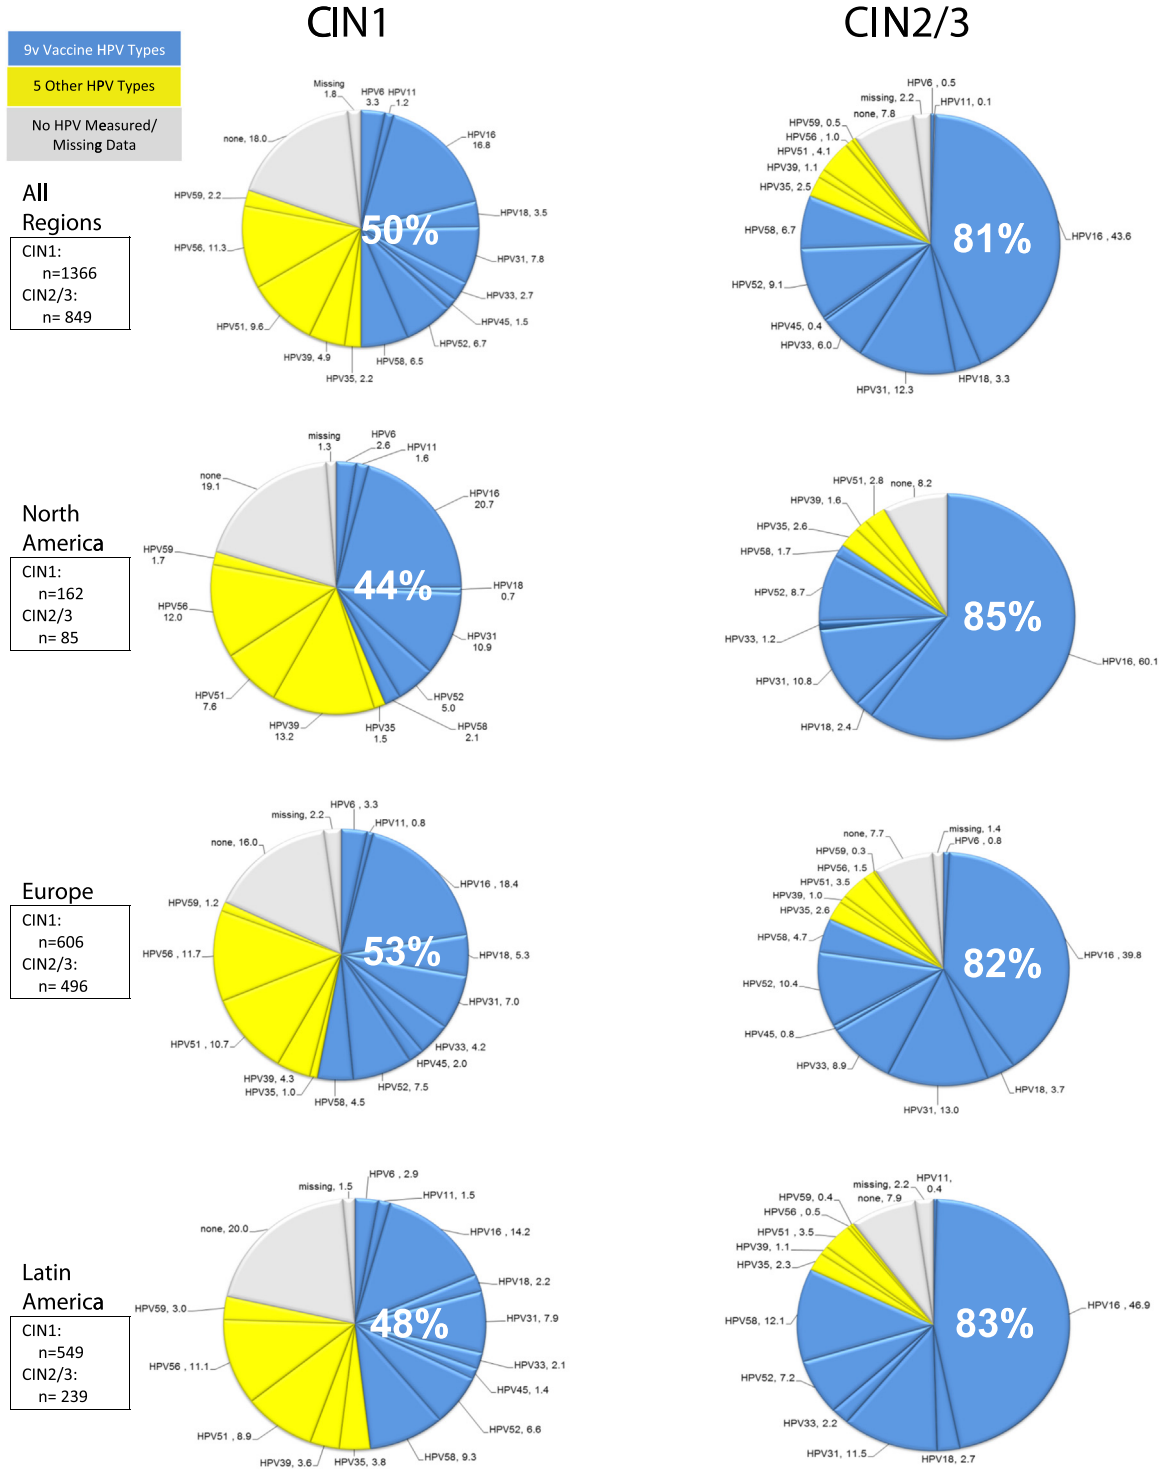 CIN1
CIN2/3
9v Vaccine HPV Types
5 Other HPV Types
No HPV Measured/
Missing Data
All
Regions
CIN1:
n=1366
CIN2/3:
n= 849
Missing
1.8
HPV6
3.3
HPV11
1.2
HPV16
16.8
HPV18, 3.5
HPV31, 7.8
HPV33, 2.7
HPV45, 1.5
HPV52, 6.7
HPV58, 6.5
HPV35, 2.2
HPV39, 4.9
HPV51, 9.6
HPV56, 11.3
HPV59, 2.2
none, 18.0
50%
HPV6 , 0.5
HPV11, 0.1
HPV16 , 43.6
HPV18, 3.3
HPV31, 12.3
HPV33, 6.0
HPV45, 0.4
HPV52, 9.1
HPV58, 6.7
HPV35, 2.5
HPV39, 1.1
HPV51 , 4.1
HPV56 , 1.0
HPV59, 0.5
none, 7.8
missing, 2.2
81%
North
America
CIN1:
n=162
CIN2/3
n= 85
missing
1.3
HPV6
2.6
HPV11
1.6
HPV16
20.7
HPV18
0.7
HPV31
10.9
HPV52
5.0
HPV58
2.1
HPV35
1.5
HPV39
13.2
HPV51
7.6
HPV56
12.0
HPV59
1.7
none
19.1
44%
HPV16, 60.1
HPV18, 2.4
HPV31, 10.8
HPV33, 1.2
HPV52, 8.7
HPV58, 1.7
HPV35, 2.6
HPV39, 1.6
HPV51, 2.8
none, 8.2
85%
Europe
CIN1:
n=606
CIN2/3:
n= 496
missing, 2.2
HPV6 , 3.3
HPV11, 0.8
HPV16 , 18.4
HPV18, 5.3
HPV31, 7.0
HPV33, 4.2
HPV45, 2.0
HPV52, 7.5
HPV58, 4.5
HPV35, 1.0
HPV39, 4.3
HPV51 , 10.7
HPV56 , 11.7
HPV59, 1.2
none, 16.0
53%
missing, 1.4
HPV6 , 0.8
HPV16 , 39.8
HPV18, 3.7
HPV31, 13.0
HPV33, 8.9
HPV45, 0.8
HPV52, 10.4
HPV58, 4.7
HPV35, 2.6
HPV39, 1.0
HPV51, 3.5
HPV56, 1.5
HPV59, 0.3
none, 7.7
82%
Latin
America
CIN1:
n=549
CIN2/3:
n= 239
missing, 1.5
HPV6 , 2.9
HPV11, 1.5
HPV16 , 14.2
HPV18, 2.2
HPV31, 7.9
HPV33, 2.1
HPV45, 1.4
HPV52, 6.6
HPV58, 9.3
HPV35, 3.8
HPV39, 3.6
HPV51 , 8.9
HPV56 , 11.1
HPV59, 3.0
none, 20.0
48%
HPV11,
0.4
HPV16 , 46.9
HPV18, 2.7
HPV31, 11.5
HPV33, 2.2
HPV52, 7.2
HPV58, 12.1
HPV35, 2.3
HPV39, 1.1
HPV51 , 3.5
HPV56 , 0.5
HPV59, 0.4
none, 7.9
missing, 2.2
83%